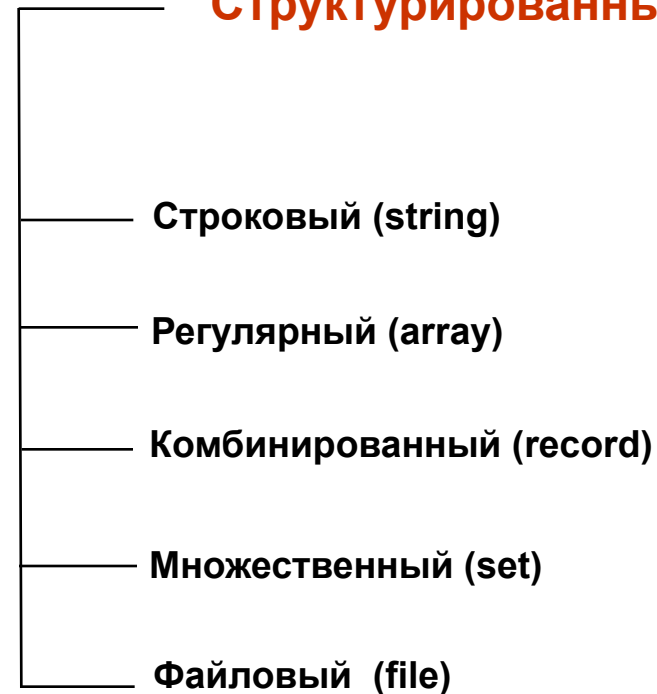 Строковый (string)
Регулярный (array)
Комбинированный (record)
Множественный (set)
Файловый (file)